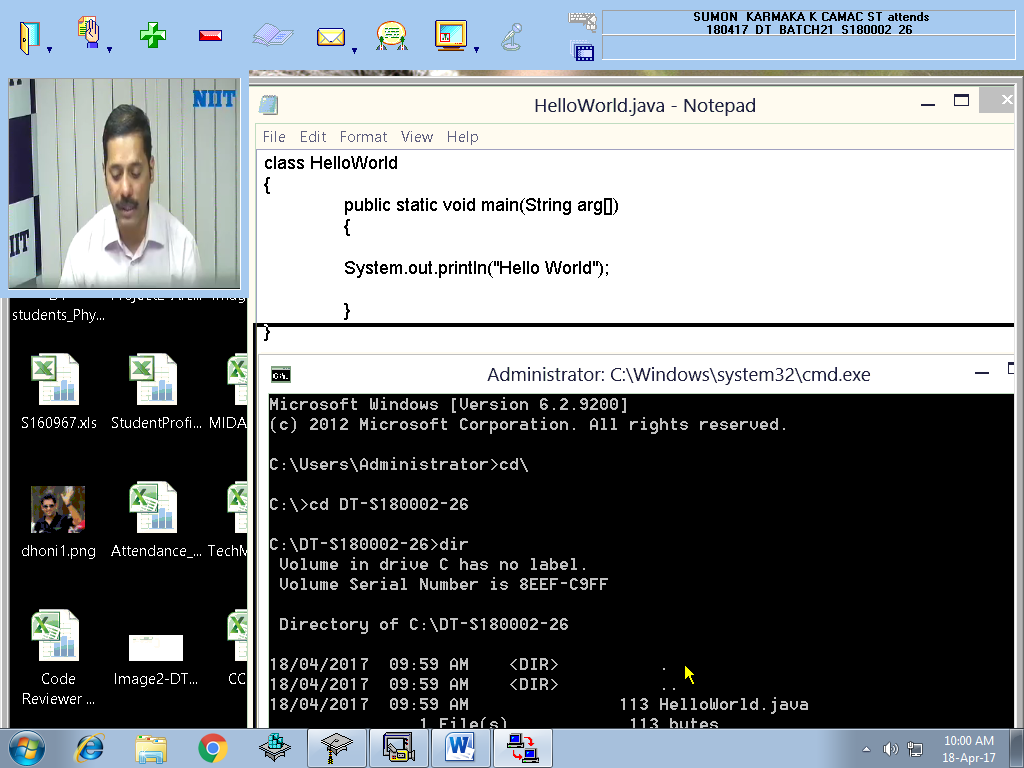 SUMON KARMAKA K CAMAC ST attends
180417_DT_BATCH21_S180002_26
NIIT
IIT
HelloWorld.java - Notepad
File Edit Format View Help
class HelloWorld
{
public static void main(String arg[])
{
System.out.println("Hello World");
}
}
students_Phy...
S160967.xls StudentProfi... MIDA
dhoni1.png Attendance_... TechM
Code
Reviewer ...
Image2-DT... CC
Administrator: C:\Windows\system32\cmd.exe
Microsoft Windows [Version 6.2.9200]
(c) 2012 Microsoft Corporation. All rights reserved.
C:\Users\Administrator>cd\
C:\>cd DT-S180002-26
C:\DT-S180002-26>dir
Volume in drive C has no label.
Volume Serial Number is 8EEF-C9FF
Directory of C:\DT-S180002-26
18/04/2017 09:59 AM <DIR> .
18/04/2017 09:59 AM <DIR> ..
18/04/2017 09:59 AM 113 HelloWorld.java
1 File(s) 113 bytes
10:00 AM
18-Apr-17